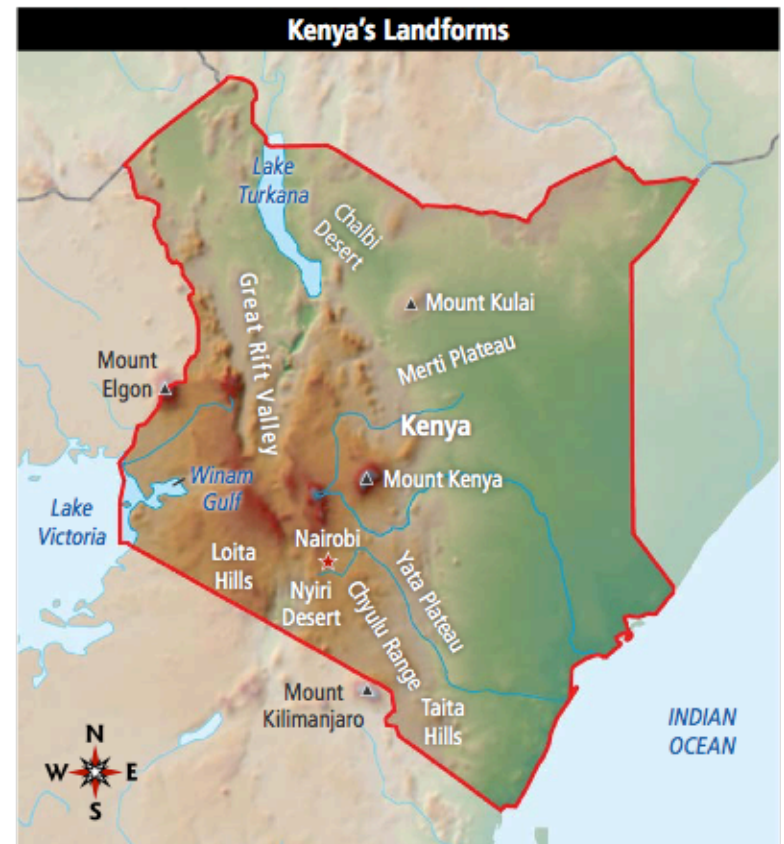 Kenya's Landforms
Lake
Turkana
Chalbi
Desert
Great Rift Valley
Mount Kulai
Merti Plateau
Mount
Elgon
Kenya
Winam
Gulf
Mount Kenya
Lake
Victoria
Loita
Hills
Nairobi
Nyiri
Desert
Yata Plateau
Chyulu Range
Mount
Kilimanjaro
Taita
Hills
INDIAN
OCEAN
N
W E
S